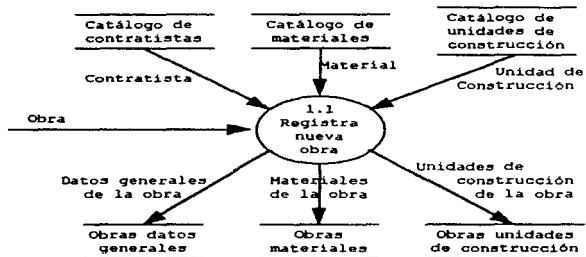 Catálogo de
contratistas
Catálogo de
materiales
Catálogo de
unidades de
construcción
Contratista
Material
Unidad de
Construcción
Obra
1.1
Registra
nueva
obra
Datos generales
de la obra
Materiales
de la obra
Unidades de
construcción
de la obra
Obras datos
generales
Obras
materiales
Obras unidades
de construcción